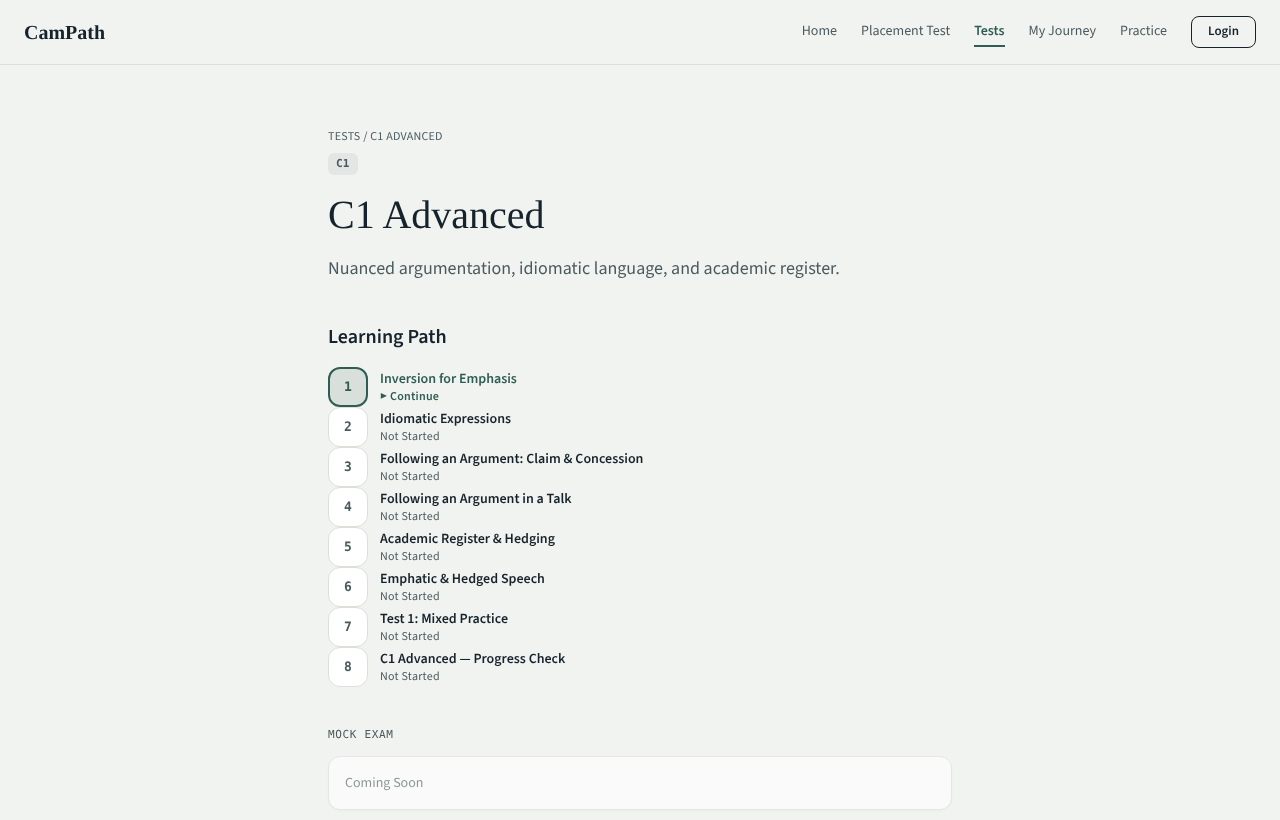 CamPath
Home
Placement Test
Tests
My Journey
Practice
Login
TESTS / C1 ADVANCED
C1
C1 Advanced
Nuanced argumentation, idiomatic language, and academic register.
Learning Path
1
Inversion for Emphasis
▸ Continue
2
Idiomatic Expressions
Not Started
3
Following an Argument: Claim & Concession
Not Started
4
Following an Argument in a Talk
Not Started
5
Academic Register & Hedging
Not Started
6
Emphatic & Hedged Speech
Not Started
7
Test 1: Mixed Practice
Not Started
8
C1 Advanced — Progress Check
Not Started
MOCK EXAM
Coming Soon